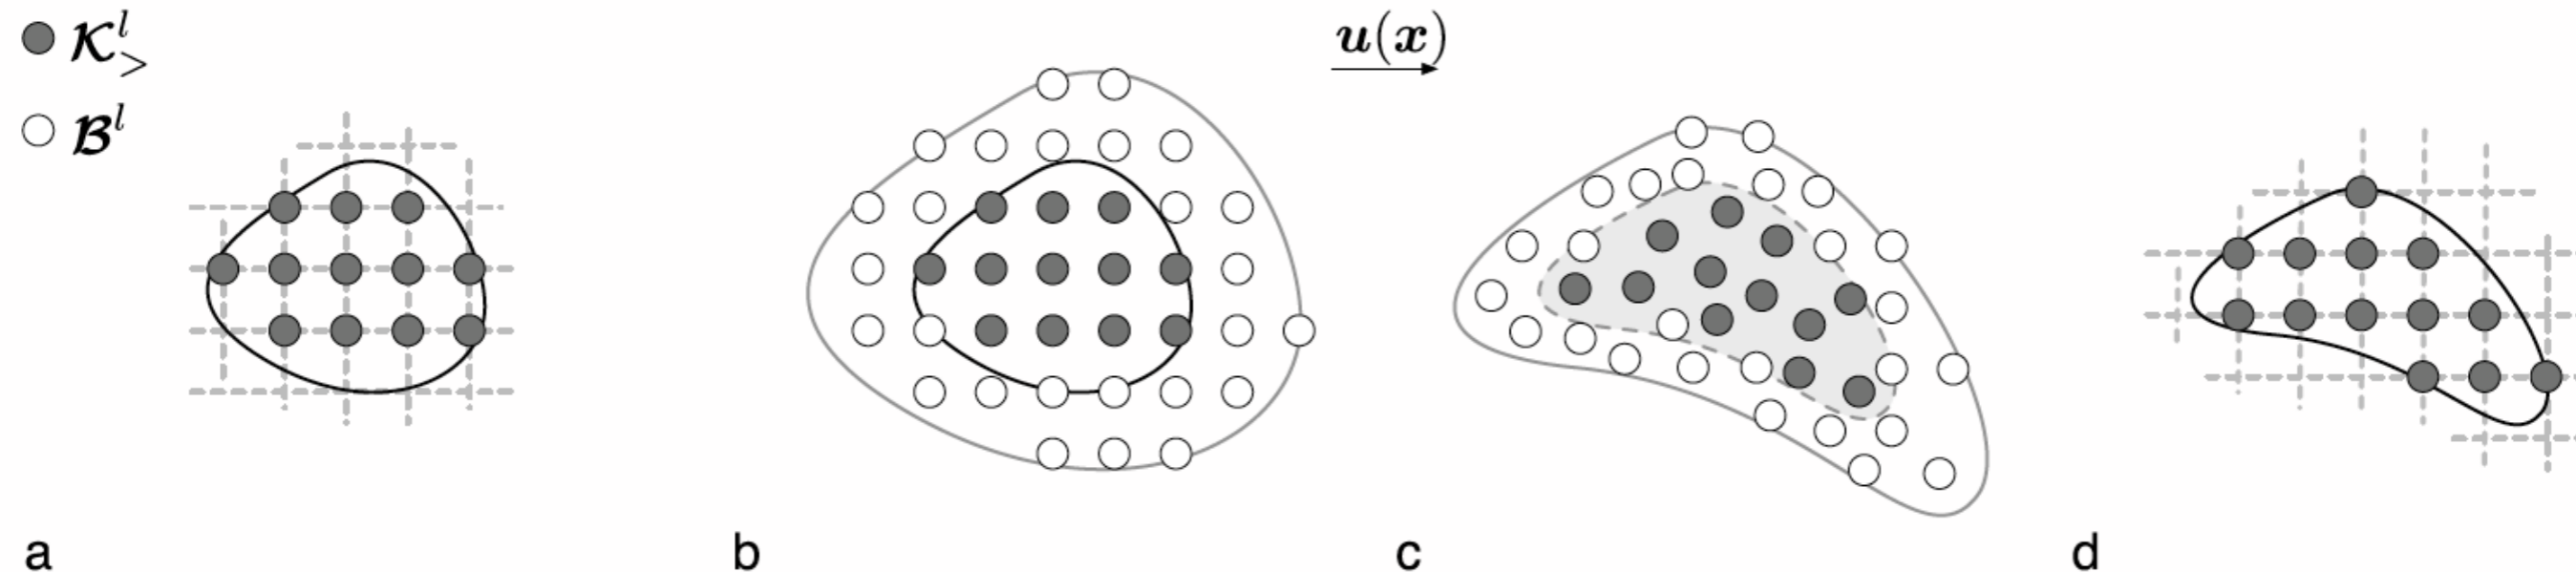 𝒦^l_>
ℬ^l
u(x)
a b c d